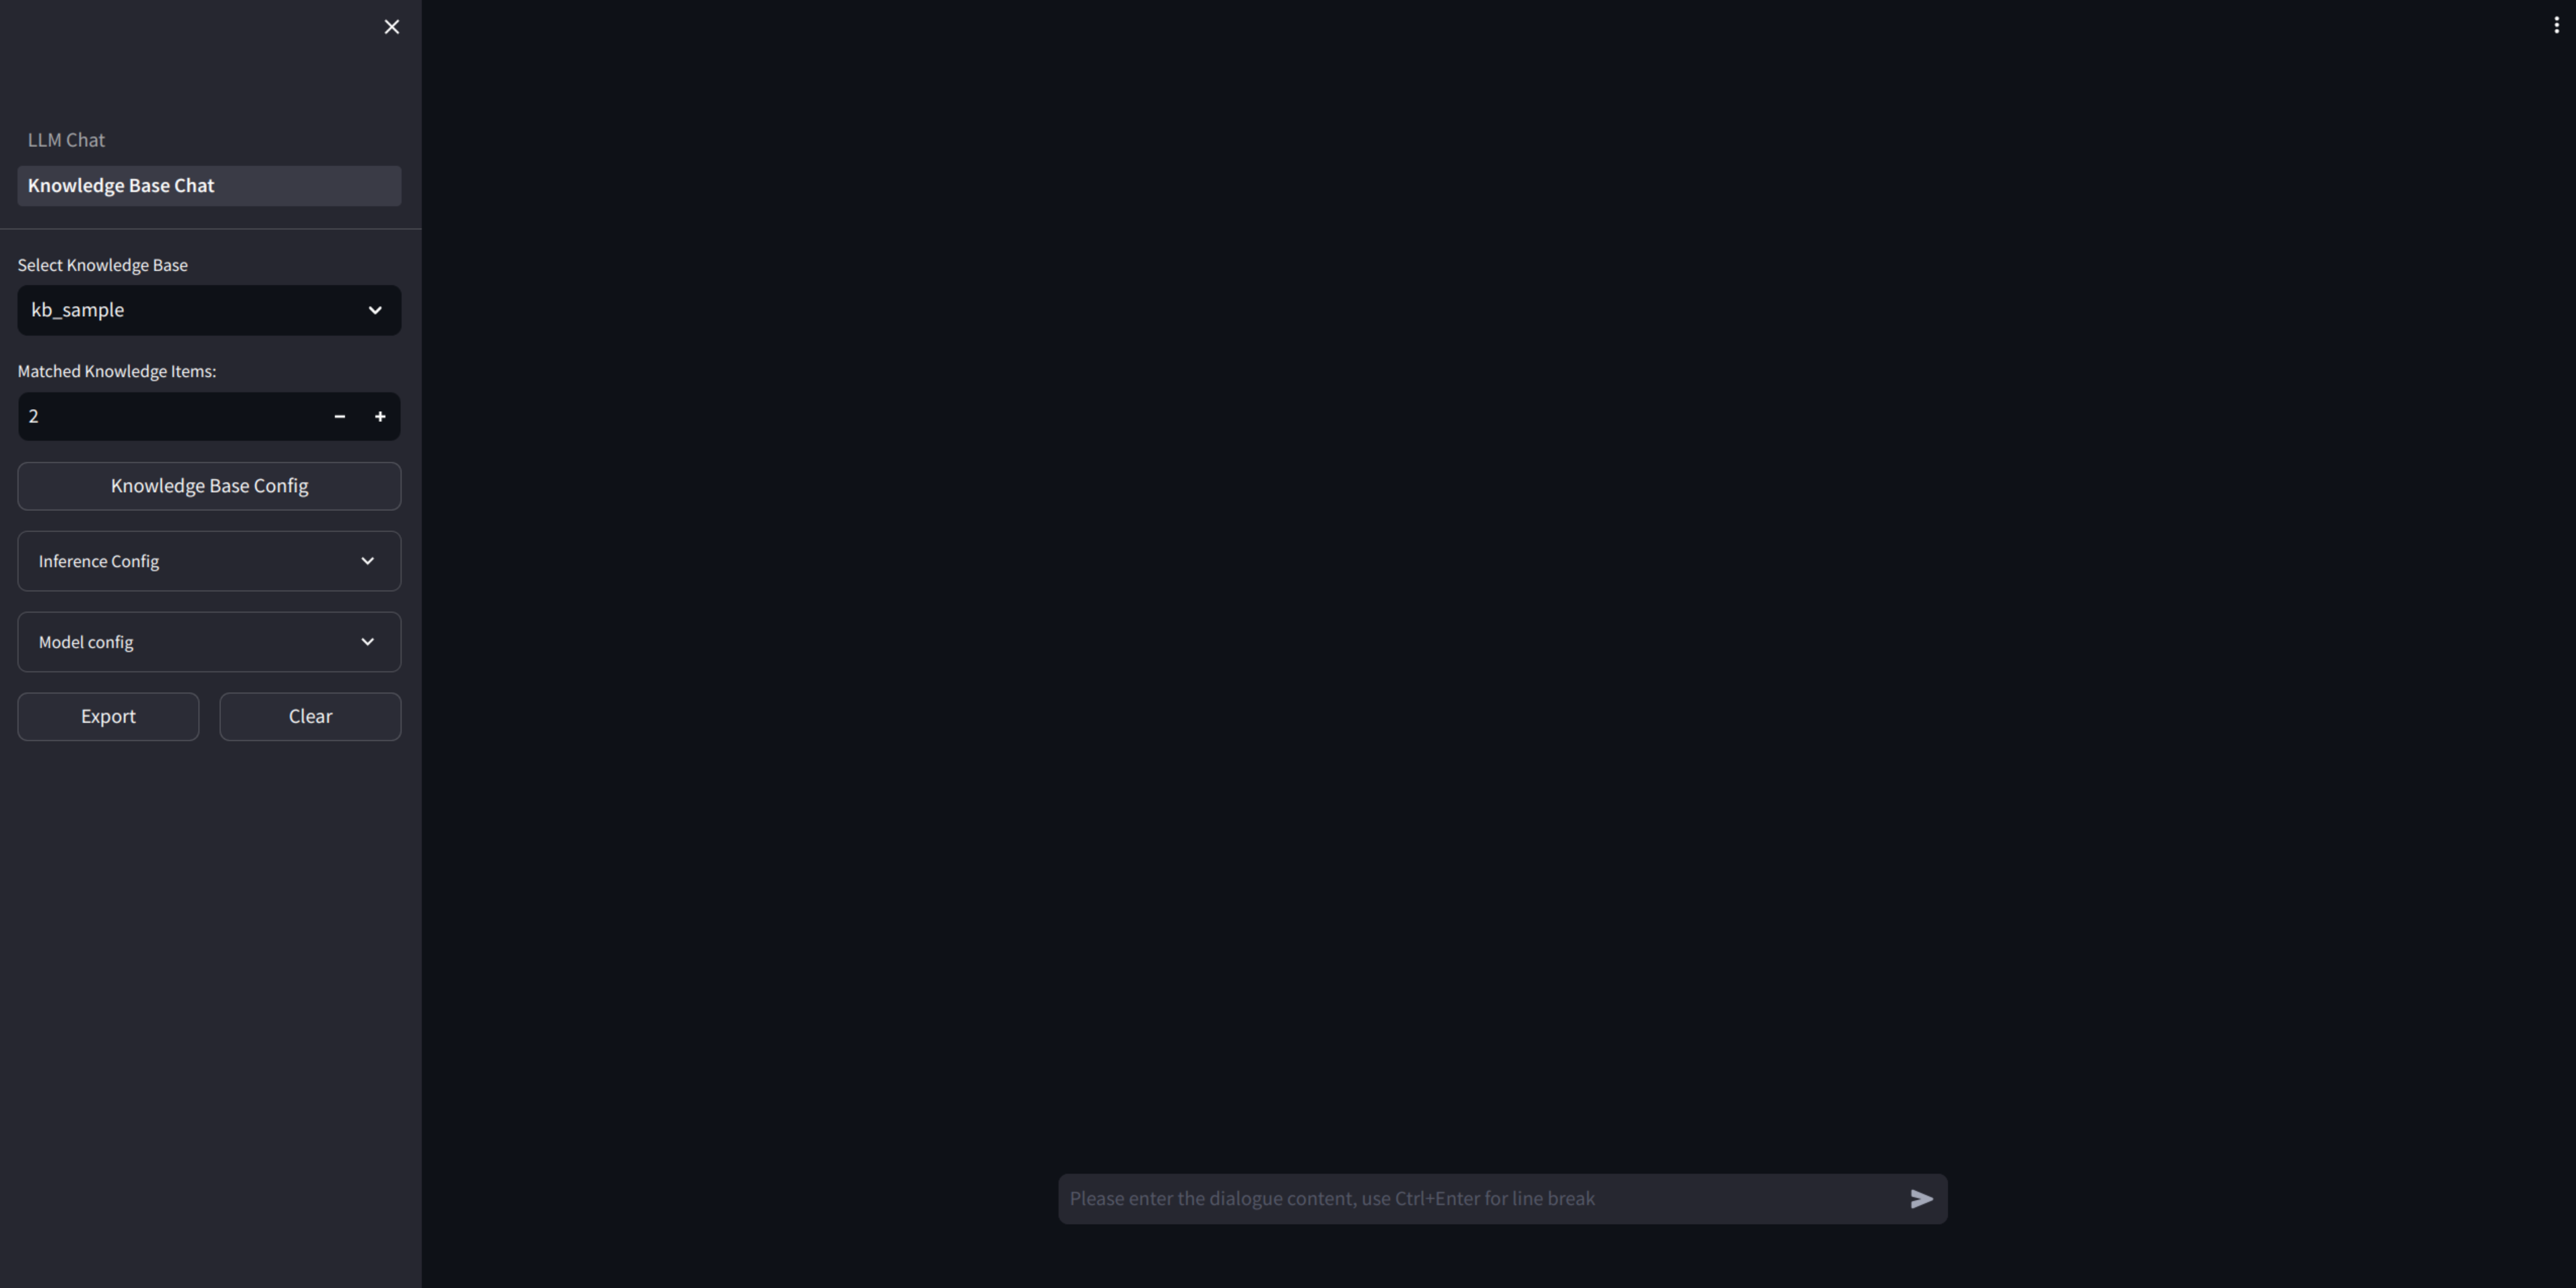 LLM Chat
Knowledge Base Chat
Select Knowledge Base
kb_sample
Matched Knowledge Items:
2
Knowledge Base Config
Inference Config
Model config
Export
Clear
Please enter the dialogue content, use Ctrl+Enter for line break